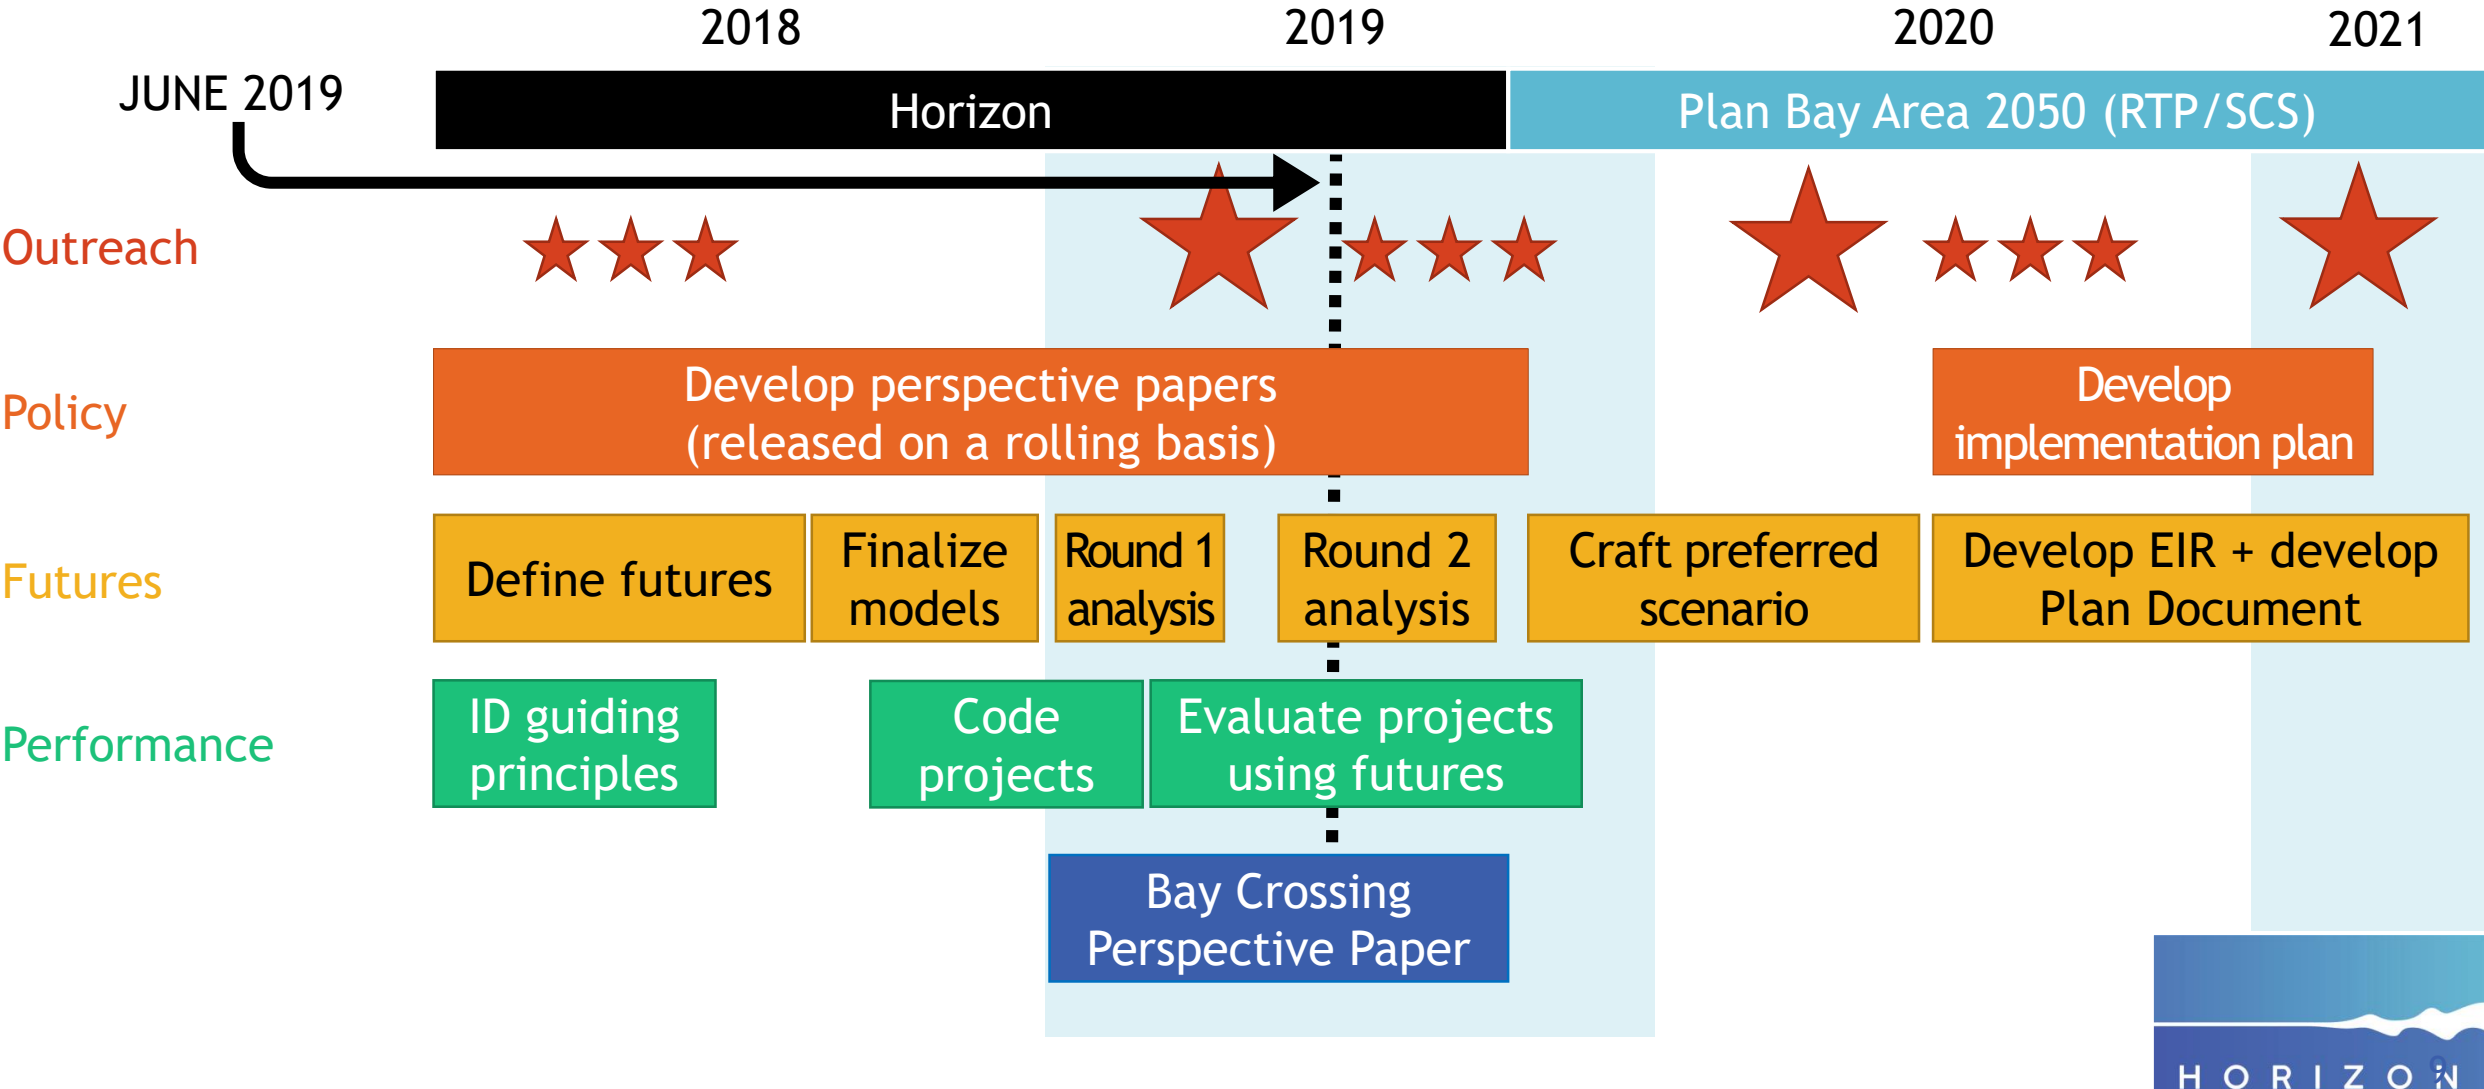 2018 2019 2020 2021
JUNE 2019
Horizon
Plan Bay Area 2050 (RTP/SCS)
Outreach
Policy
Develop perspective papers
(released on a rolling basis)
Develop
implementation plan
Futures
Define futures
Finalize
models
Round 1
analysis
Round 2
analysis
Craft preferred
scenario
Develop EIR + develop
Plan Document
Performance
ID guiding
principles
Code
projects
Evaluate projects
using futures
Bay Crossing
Perspective Paper
HORIZON
9